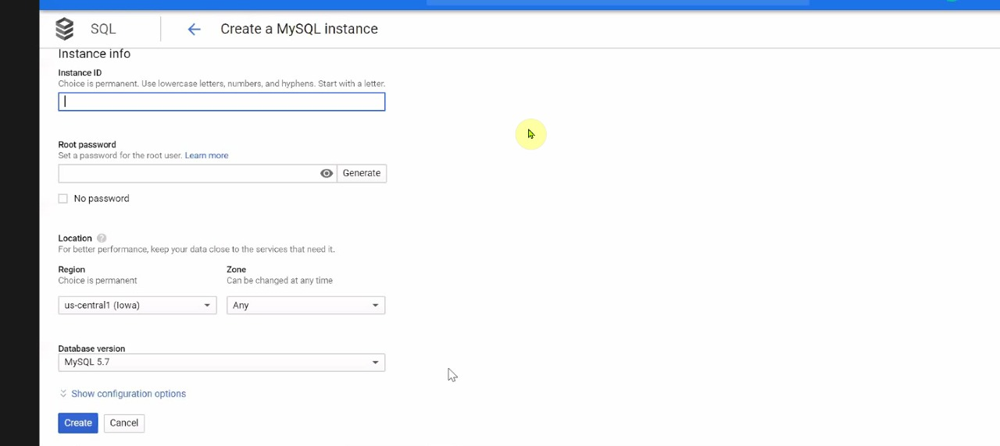 SQL
Create a MySQL instance
Instance info
Instance ID
Choice is permanent. Use lowercase letters, numbers, and hyphens. Start with a letter.
Root password
Set a password for the root user. Learn more
Generate
No password
Location ?
For better performance, keep your data close to the services that need it.
Region Zone
Choice is permanent Can be changed at any time
us-central1 (Iowa) Any
Database version
MySQL 5.7
Show configuration options
Create Cancel